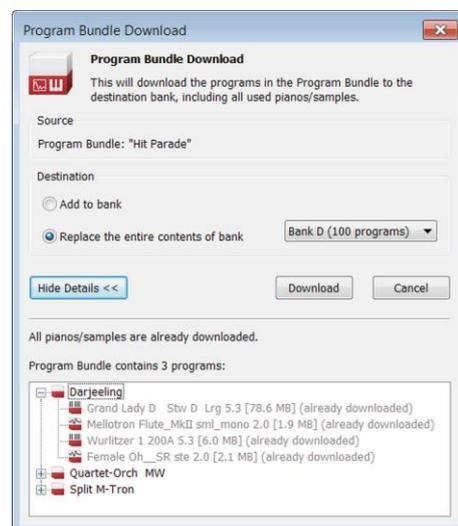 Program Bundle Download
Program Bundle Download
This will download the programs in the Program Bundle to the
destination bank, including all used pianos/samples.
Source
Program Bundle: "Hit Parade"
Destination
Add to bank
Replace the entire contents of bank
Bank D (100 programs)
Hide Details <<
Download
Cancel
All pianos/samples are already downloaded.
Program Bundle contains 3 programs:
Darjeeling
Grand Lady D Stw D Lrg 5.3 [78.6 MB] (already downloaded)
Mellotron Flute_MkII sml_mono 2.0 [1.9 MB] (already downloaded)
Wurlitzer 1 200A 5.3 [6.0 MB] (already downloaded)
Female Oh__SR ste 2.0 [2.1 MB] (already downloaded)
Quartet-Orch MW
Split M-Tron